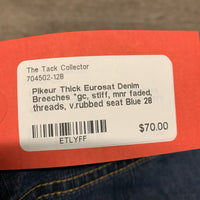 The Tack Collector
704502-128
Pikeur Thick Eurosat Denim
Breeches *gc, stiff, mnr faded,
threads, v.rubbed seat Blue 28
$70.00
ETLYFF